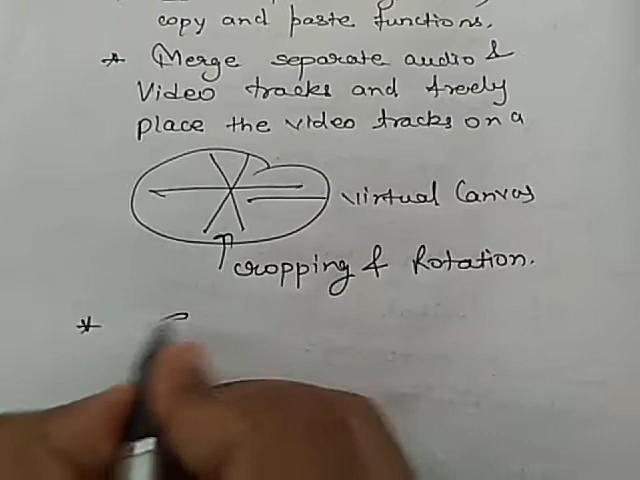 copy and paste functions.
* Merge separate audio &
Video tracks and freely
place the video tracks on a
virtual Canvas
cropping & Rotation.
*